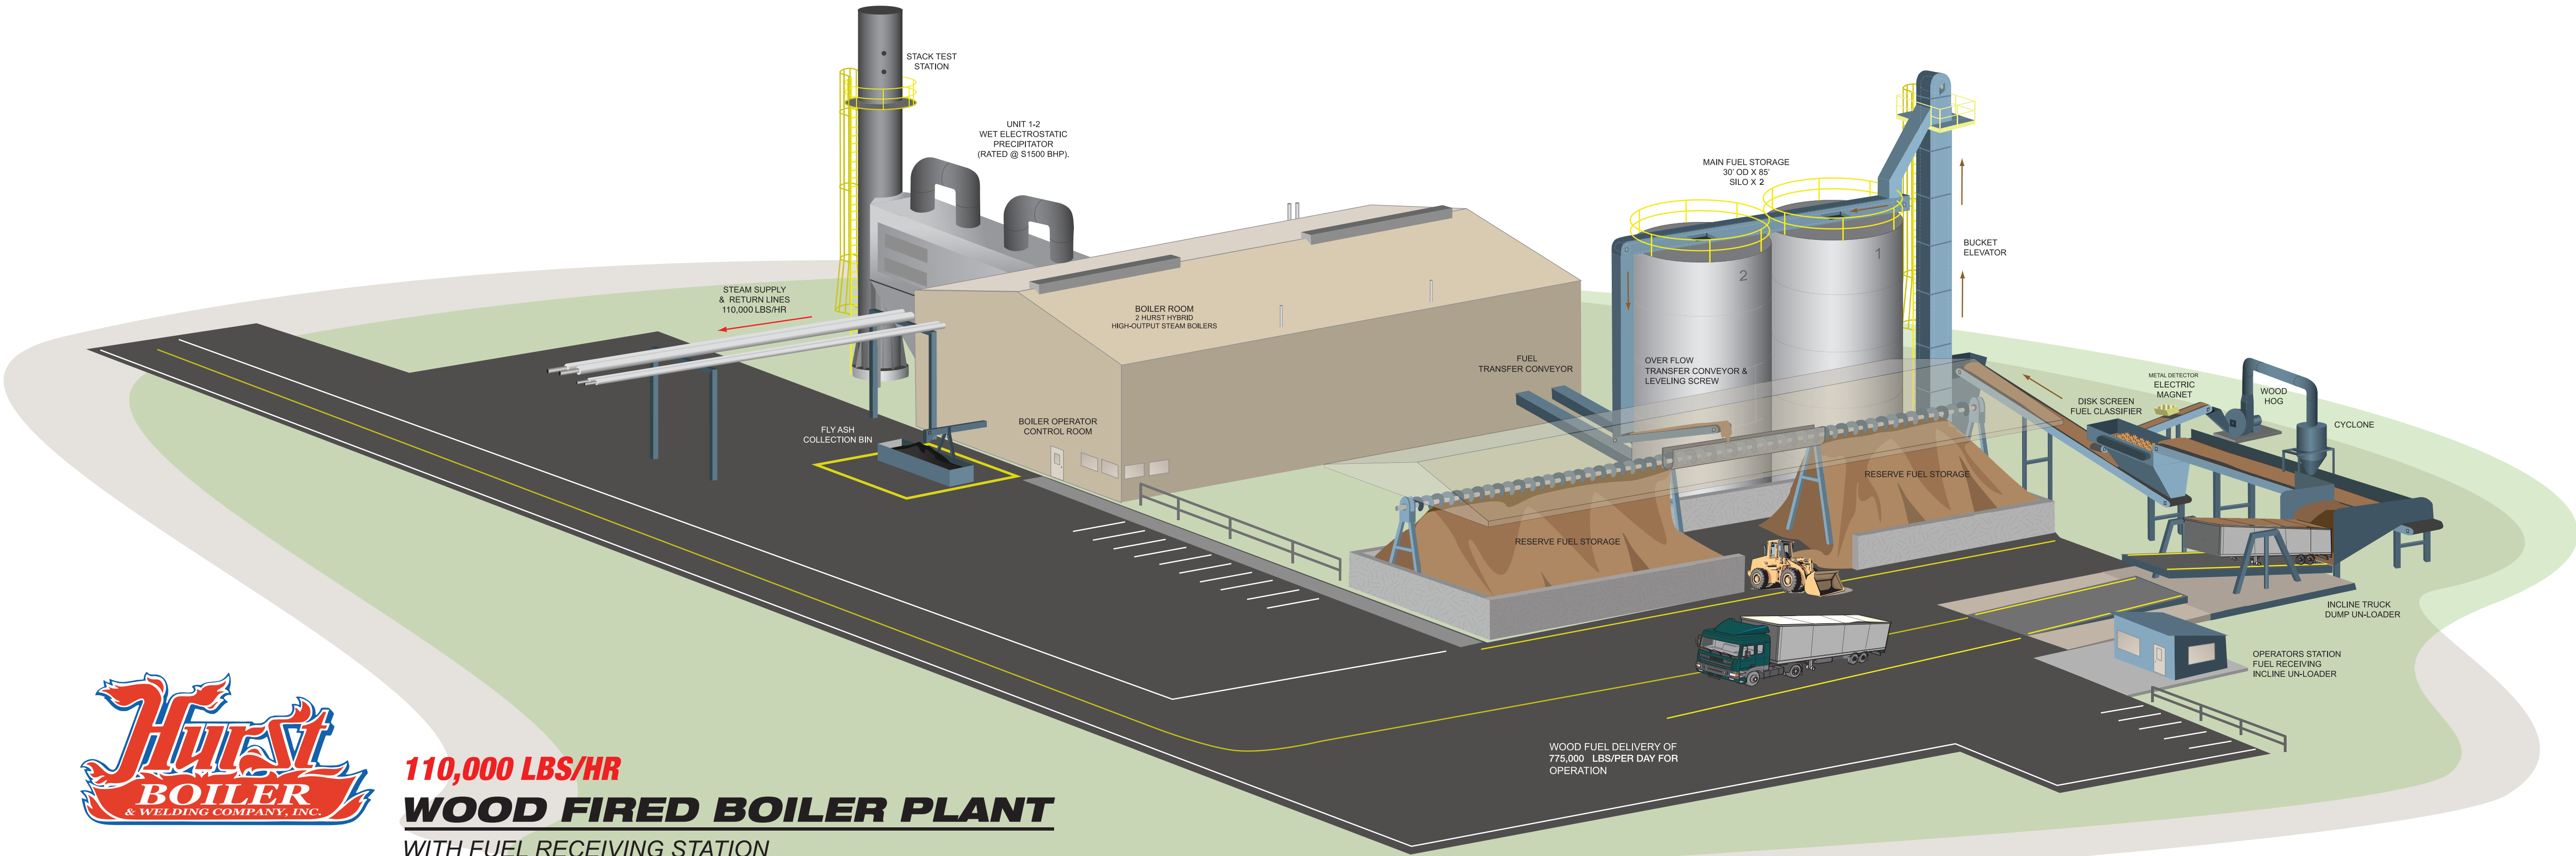 STACK TEST
STATION
UNIT 1-2
WET ELECTROSTATIC
PRECIPITATOR
(RATED @ S1500 BHP).
MAIN FUEL STORAGE
30' OD X 85'
SILO X 2
BUCKET
ELEVATOR
1
2
STEAM SUPPLY
& RETURN LINES
110,000 LBS/HR
BOILER ROOM
2 HURST HYBRID
HIGH-OUTPUT STEAM BOILERS
FUEL
TRANSFER CONVEYOR
OVER FLOW
TRANSFER CONVEYOR &
LEVELING SCREW
METAL DETECTOR
ELECTRIC
MAGNET
WOOD
HOG
DISK SCREEN
FUEL CLASSIFIER
CYCLONE
FLY ASH
COLLECTION BIN
BOILER OPERATOR
CONTROL ROOM
RESERVE FUEL STORAGE
RESERVE FUEL STORAGE
INCLINE TRUCK
DUMP UN-LOADER
OPERATORS STATION
FUEL RECEIVING
INCLINE UN-LOADER
WOOD FUEL DELIVERY OF
775,000 LBS/PER DAY FOR
OPERATION
Hurst
BOILER
& WELDING COMPANY, INC.
110,000 LBS/HR
WOOD FIRED BOILER PLANT
WITH FUEL RECEIVING STATION